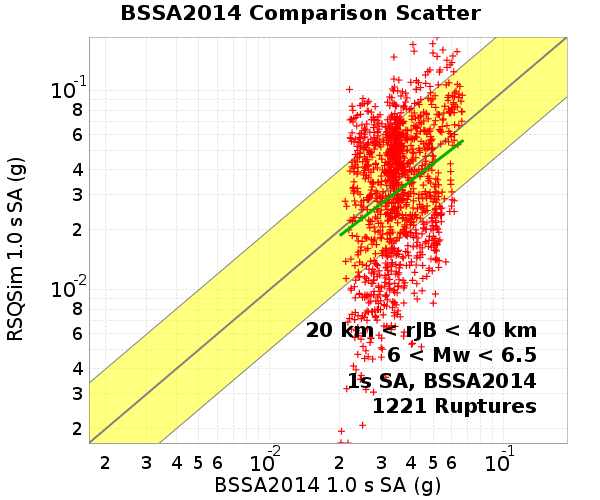 BSSA2014 Comparison Scatter
RSQSim 1.0 s SA (g)
10^-1
8
6
4
3
2
10^-2
8
6
4
3
2
20 km < rJB < 40 km
6 < Mw < 6.5
1s SA, BSSA2014
1221 Ruptures
2 3 4 5 6 10^-2 2 3 4 5 6 10^-1
BSSA2014 1.0 s SA (g)